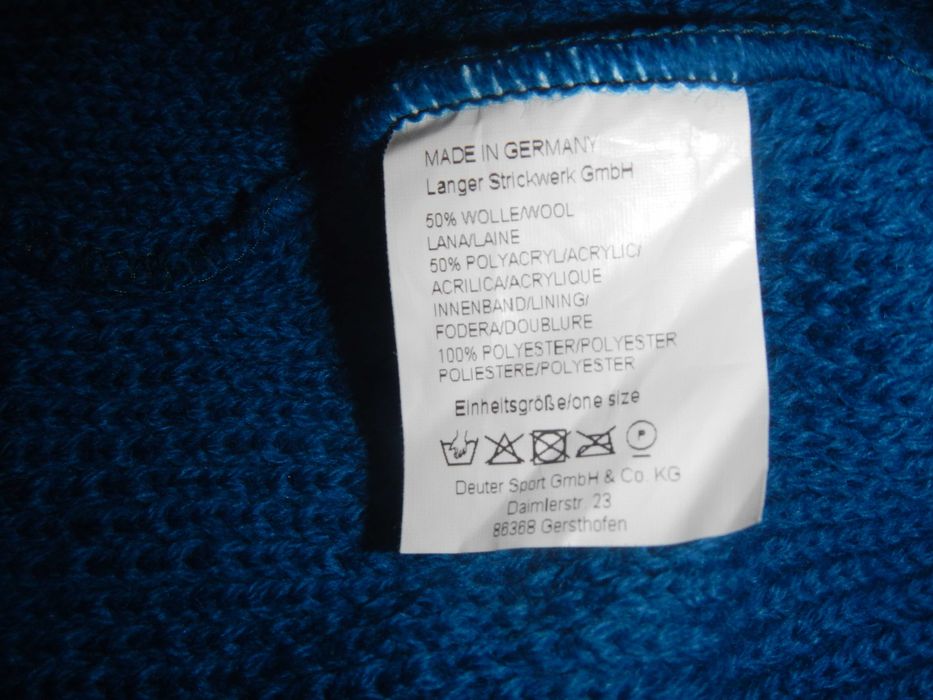 MADE IN GERMANY
Langer Strickwerk GmbH
50% WOLLE/WOOL
LANA/LAINE
50% POLYACRYL/ACRYLIC/
ACRILICA/ACRYLIQUE
INNENBAND/LINING/
FODERA/DOUBLURE
100% POLYESTER/POLYESTER
POLIESTERE/POLYESTER
Einheitsgröße/one size
P
Deuter Sport GmbH & Co. KG
Daimlerstr. 23
86368 Gersthofen